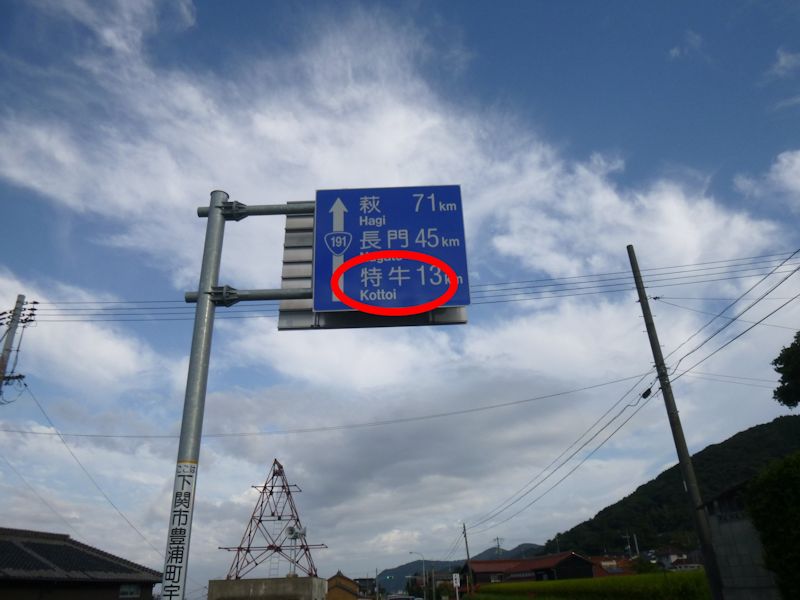 萩 71km
Hagi
191
長門 45km
Nagato
特牛 13km
Kottoi
ここは
下関市豊浦町宇